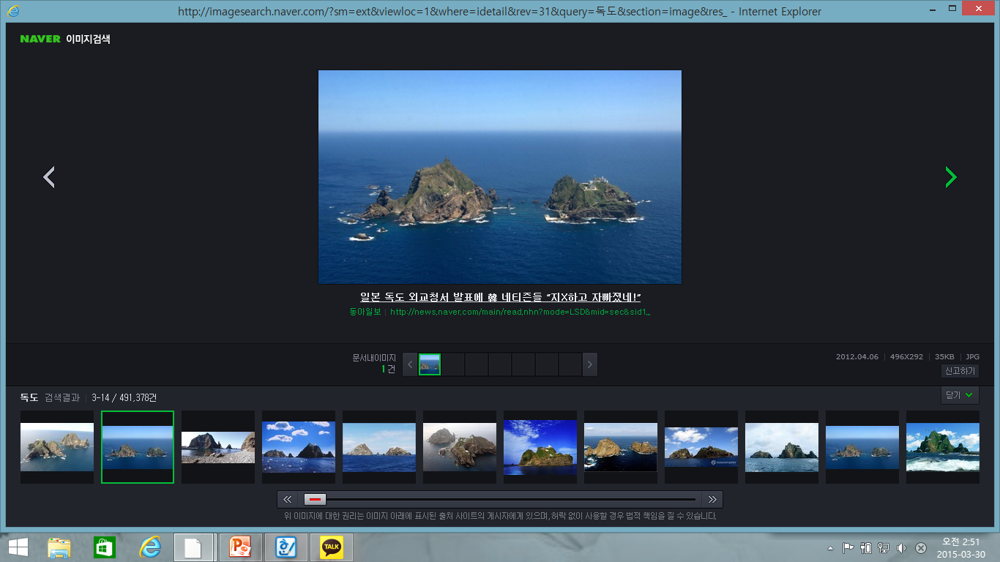 http://imagesearch.naver.com/?sm=ext&viewloc=1&where=idetail&rev=31&query=독도&section=image&res_ - Internet Explorer
NAVER 이미지검색
일본 독도 외교청서 발표에 韓 네티즌들 “지X하고 자빠졌네!”
동아일보 | http://news.naver.com/main/read.nhn?mode=LSD&mid=sec&sid1...
문서내이미지
1 건
2012.04.06 | 496X292 | 35KB | JPG
신고하기
독도 검색결과 | 3-14 / 491,378건
닫기
위 이미지에 대한 권리는 이미지 아래에 표시된 출처 사이트의 게시자에게 있으며, 허락 없이 사용할 경우 법적 책임을 질 수 있습니다.
TALK
오전 2:51
2015-03-30